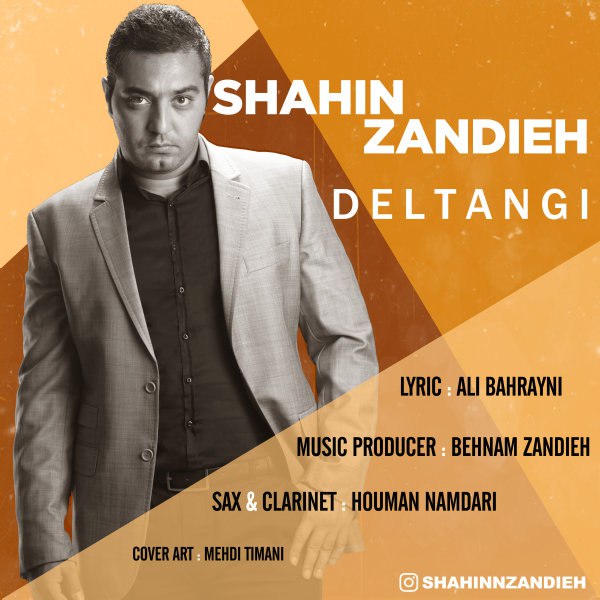 SHAHIN
ZANDIEH
DELTANGI
LYRIC : ALI BAHRAYNI
MUSIC PRODUCER : BEHNAM ZANDIEH
SAX & CLARINET : HOUMAN NAMDARI
COVER ART : MEHDI TIMANI
SHAHINNZANDIEH